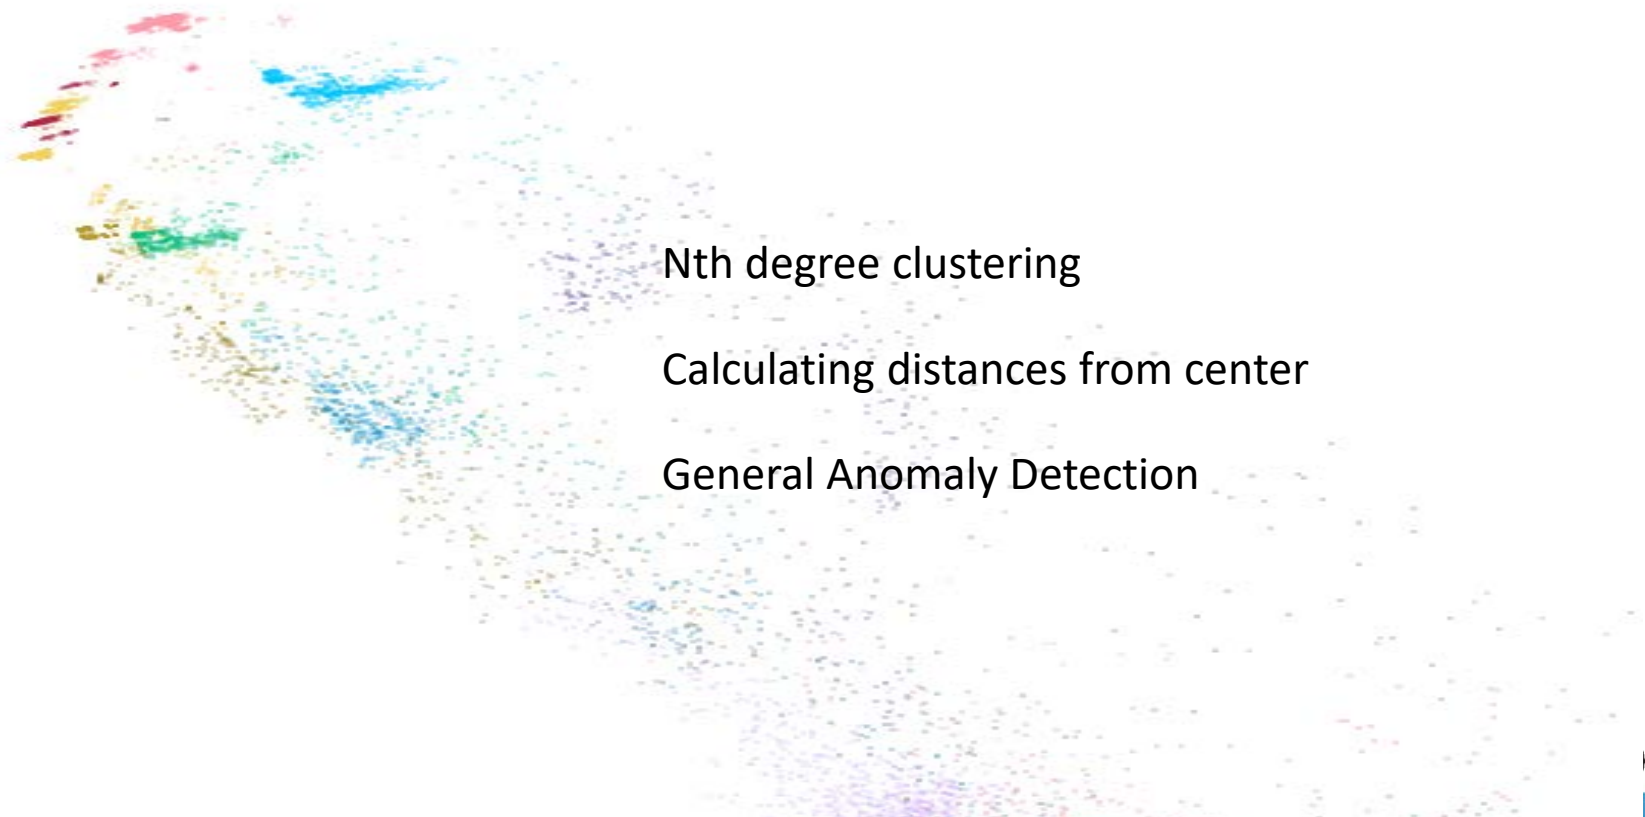 Nth degree clustering
Calculating distances from center
General Anomaly Detection